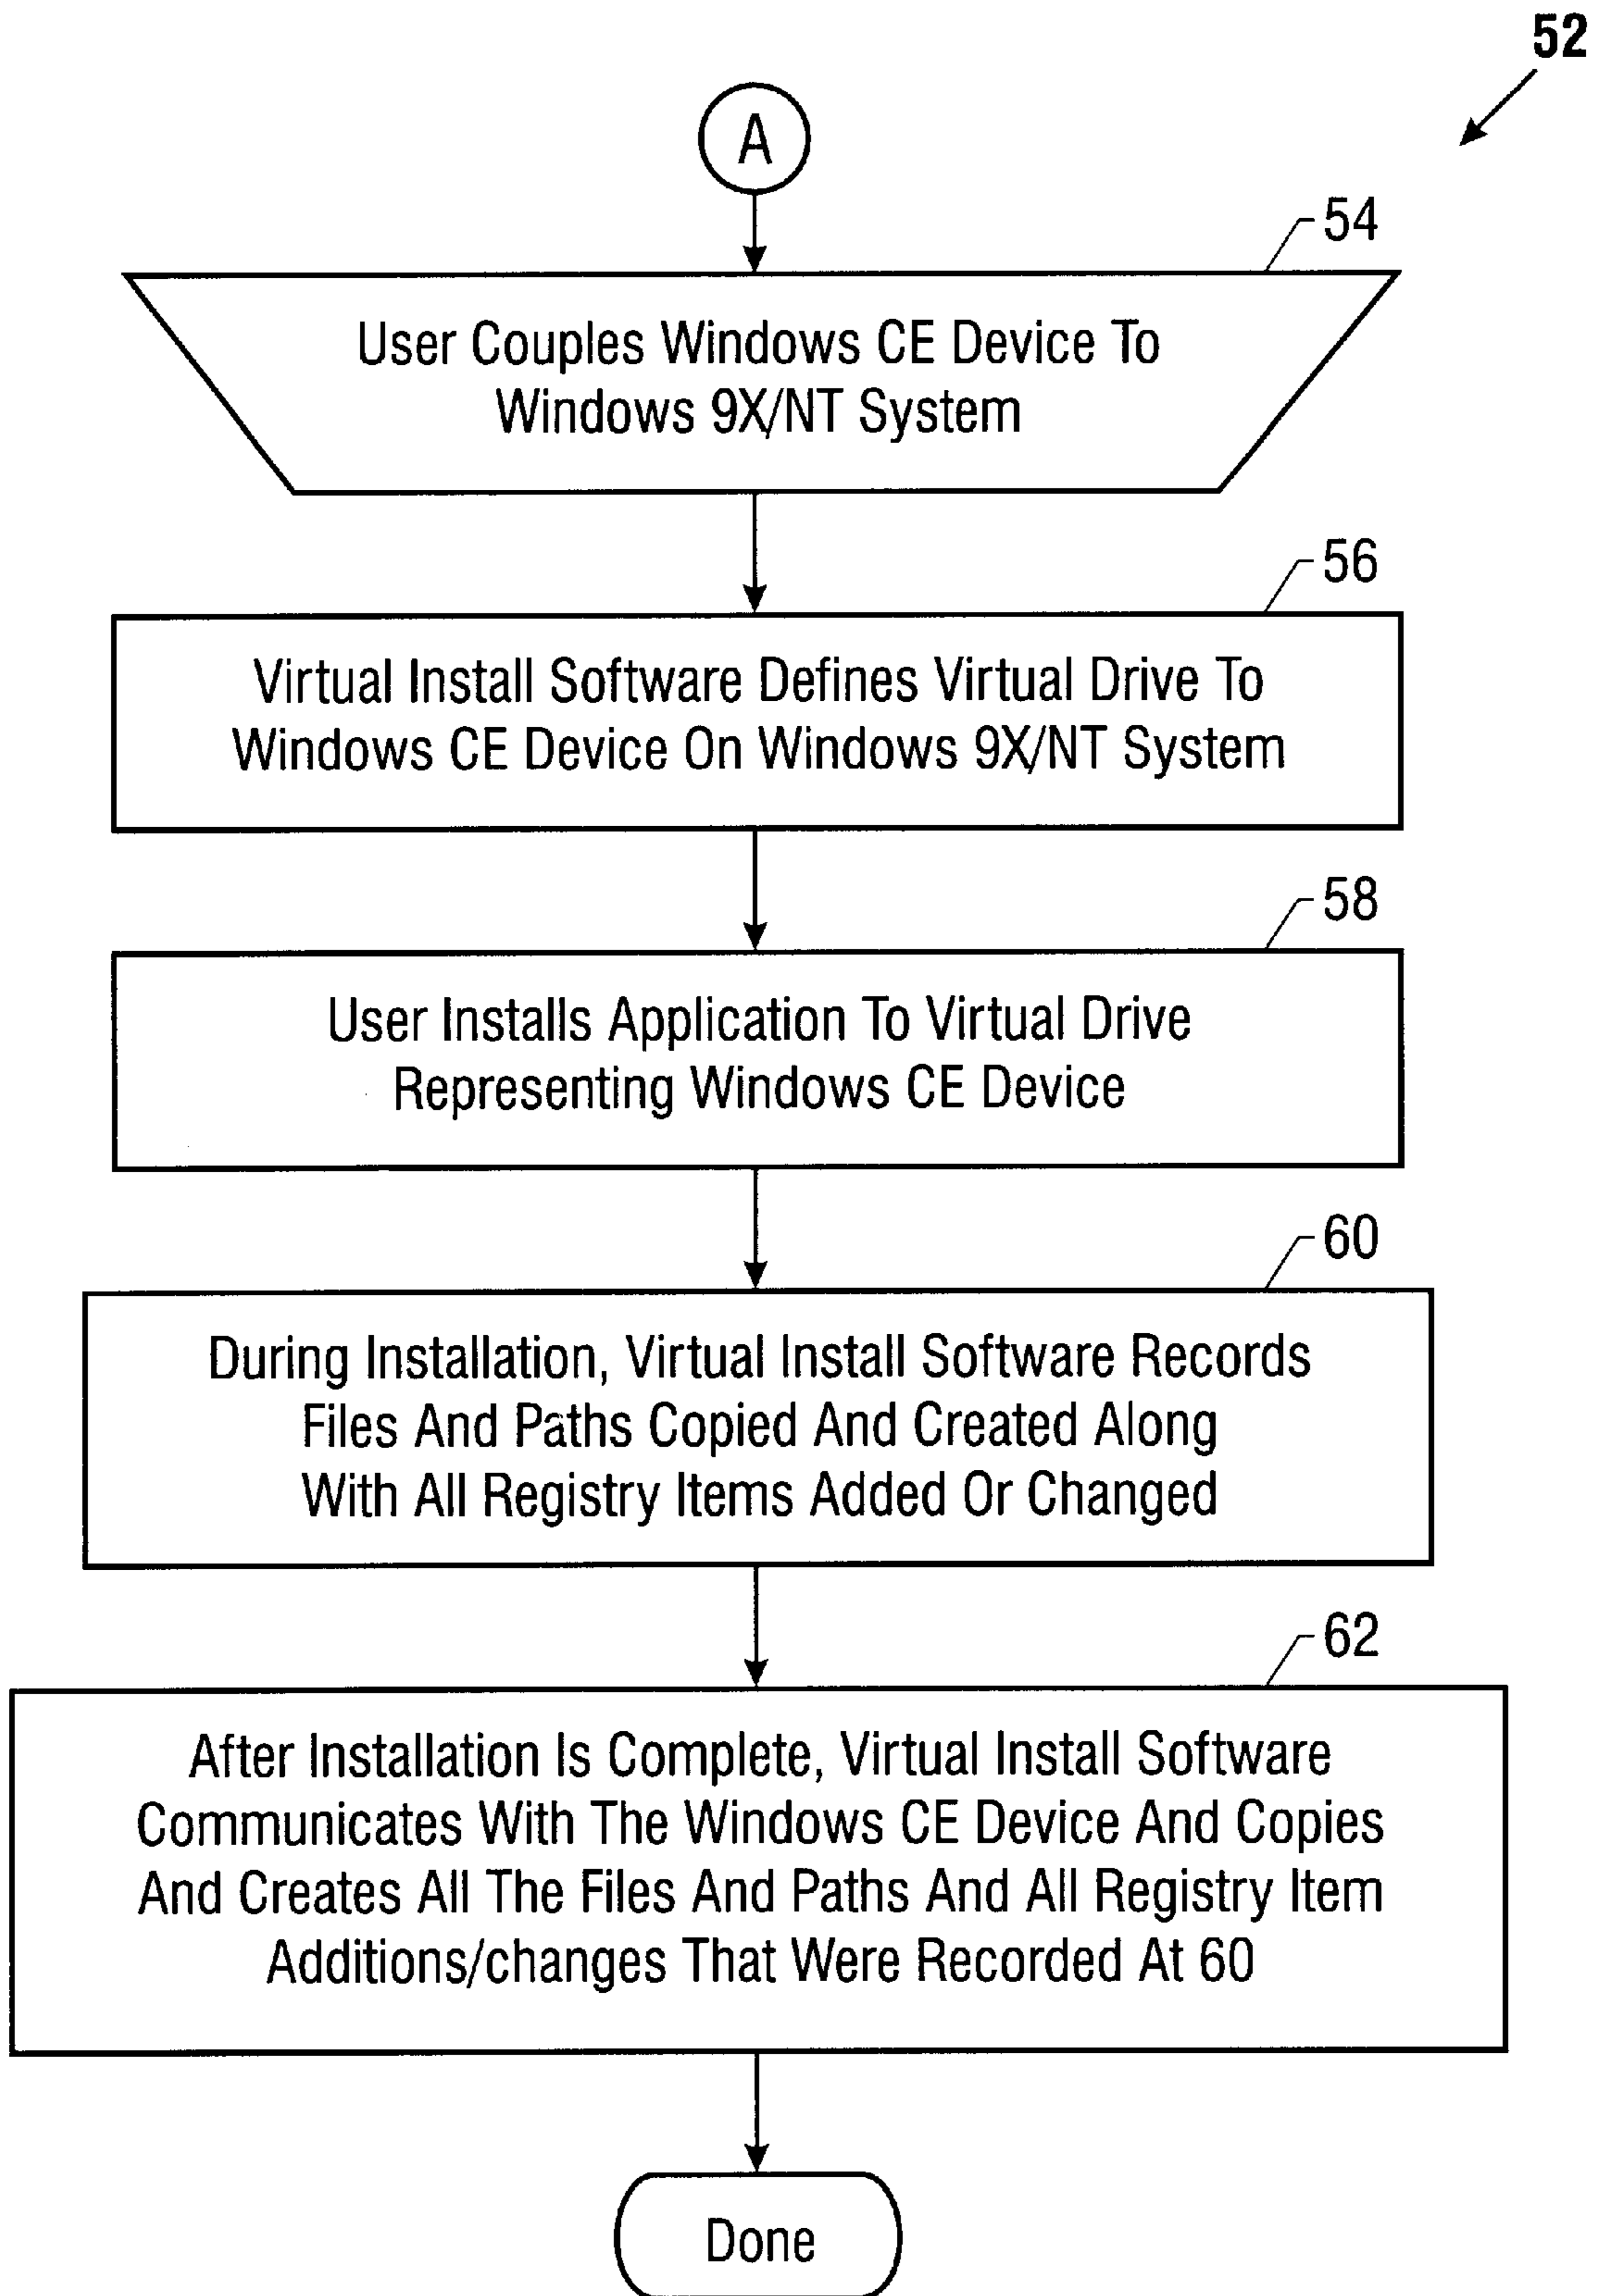 52
A
54
User Couples Windows CE Device To
Windows 9X/NT System
56
Virtual Install Software Defines Virtual Drive To
Windows CE Device On Windows 9X/NT System
58
User Installs Application To Virtual Drive
Representing Windows CE Device
60
During Installation, Virtual Install Software Records
Files And Paths Copied And Created Along
With All Registry Items Added Or Changed
62
After Installation Is Complete, Virtual Install Software
Communicates With The Windows CE Device And Copies
And Creates All The Files And Paths And All Registry Item
Additions/changes That Were Recorded At 60
Done